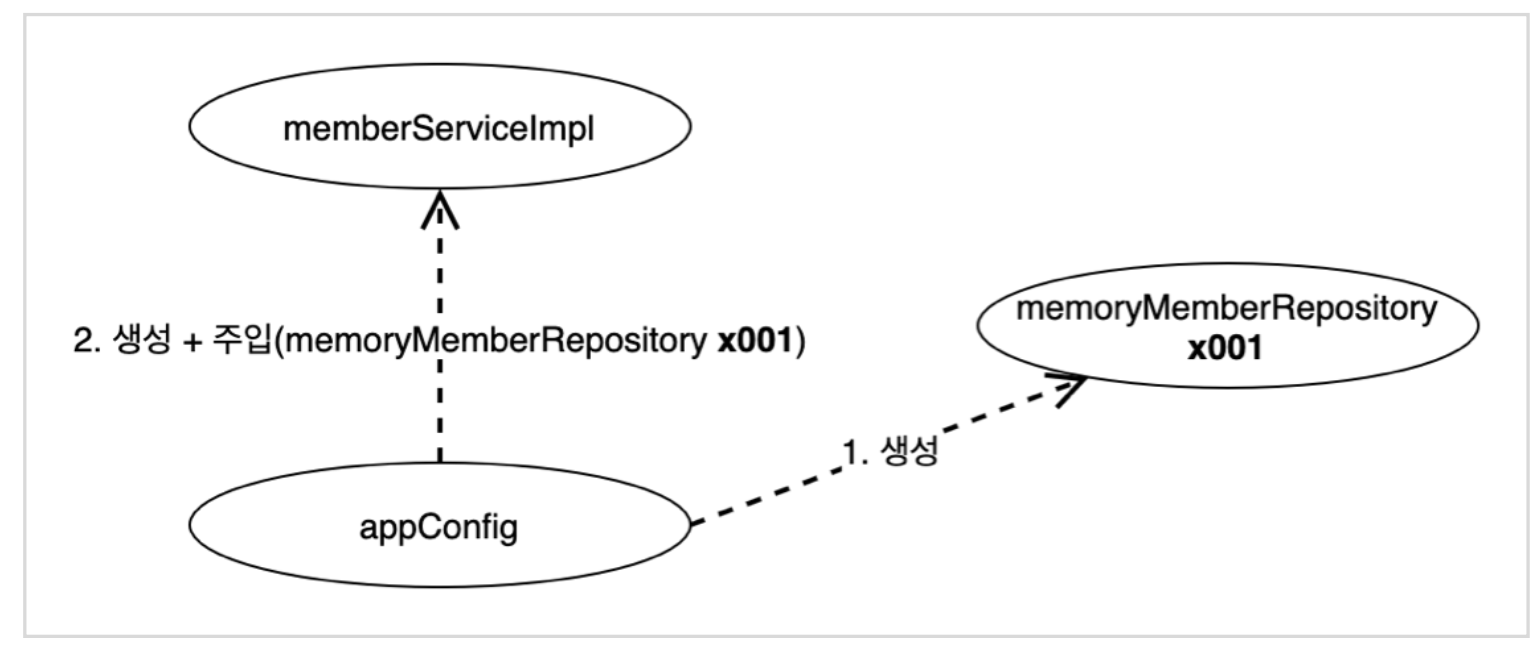 memberServiceImpl
2. 생성 + 주입(memoryMemberRepository x001)
memoryMemberRepository
x001
1. 생성
appConfig